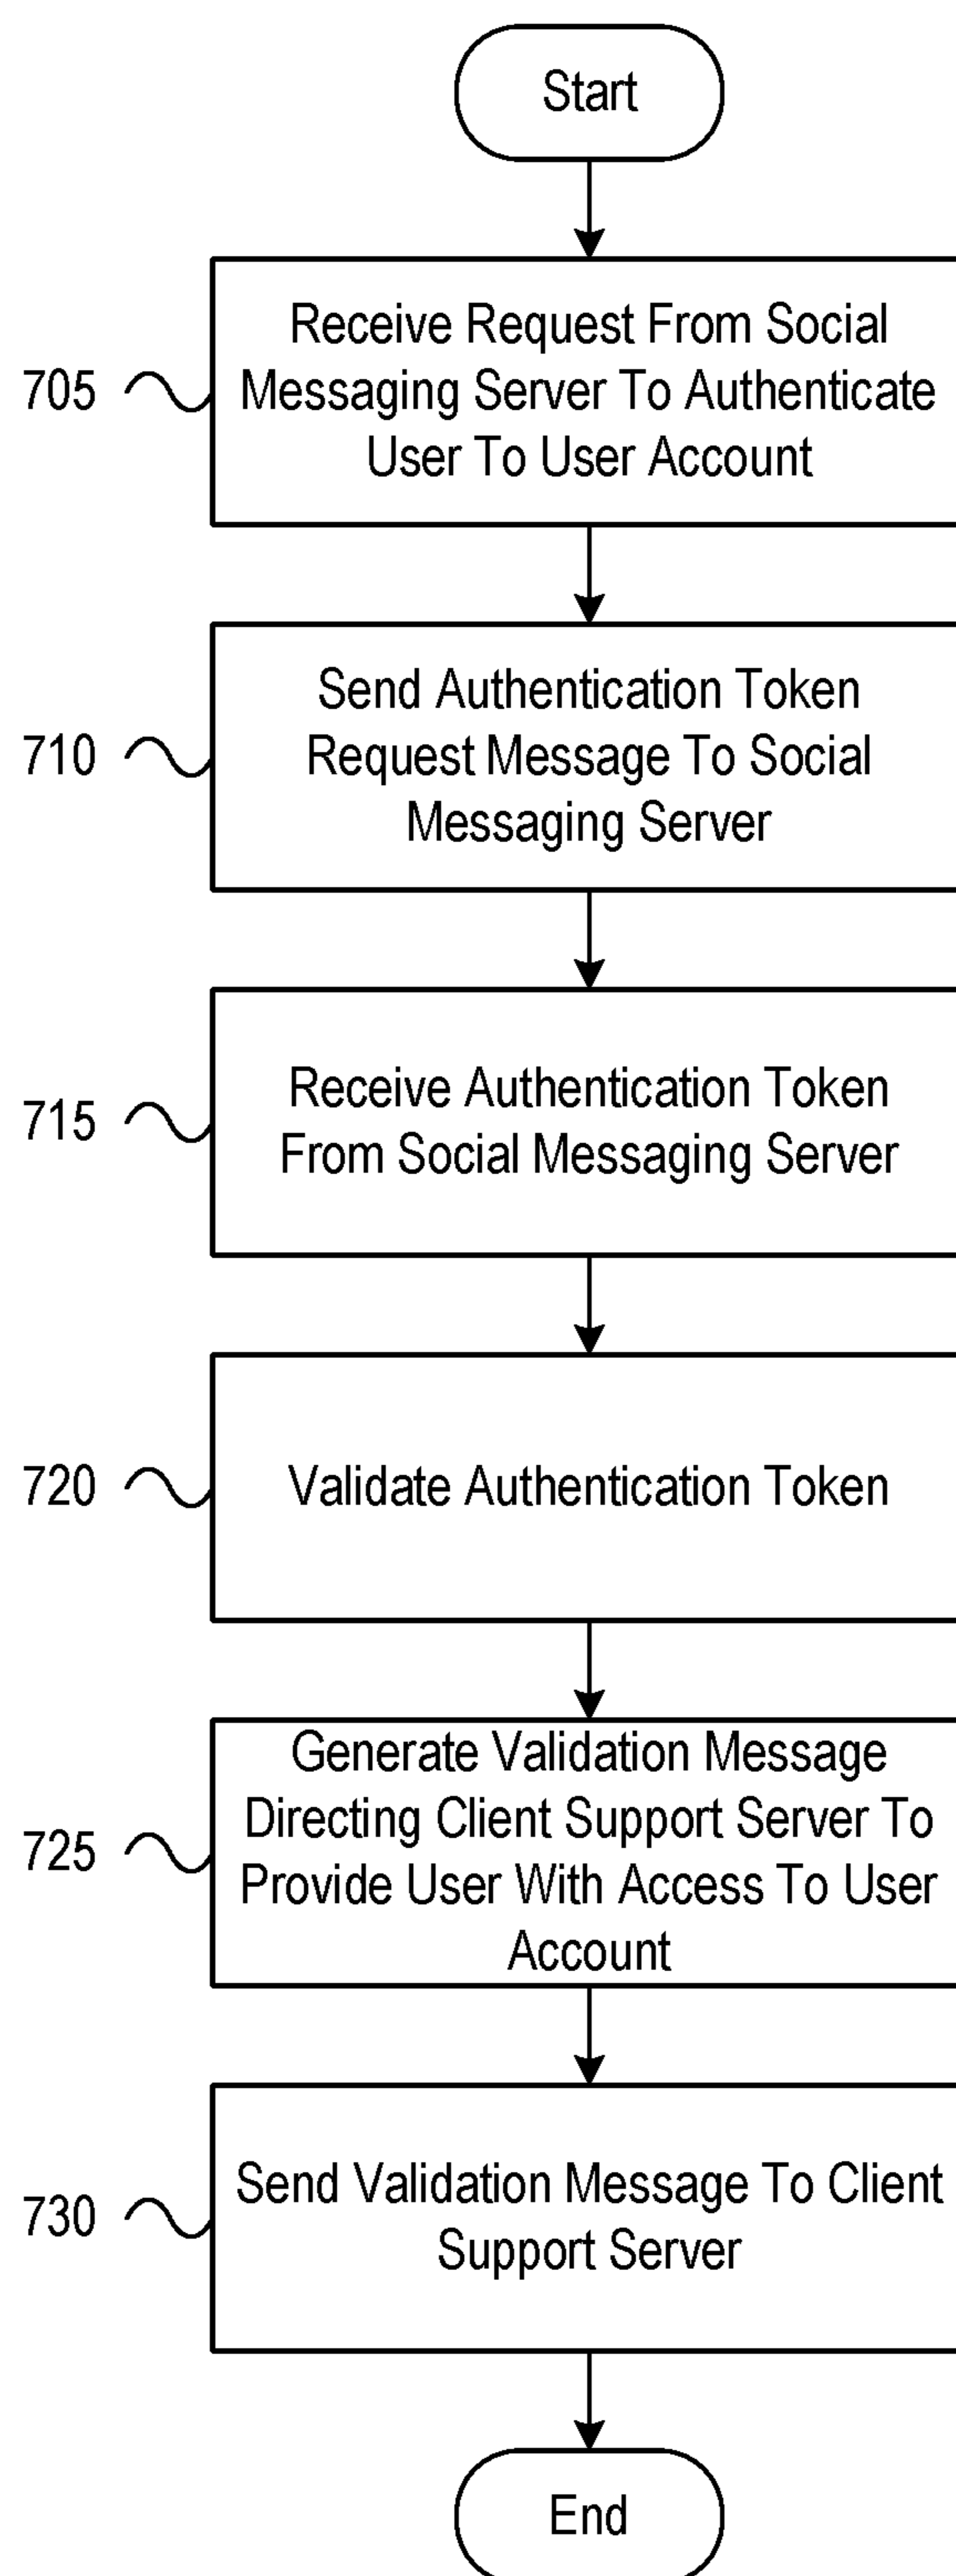 Start
705
Receive Request From Social
Messaging Server To Authenticate
User To User Account
710
Send Authentication Token
Request Message To Social
Messaging Server
715
Receive Authentication Token
From Social Messaging Server
720
Validate Authentication Token
725
Generate Validation Message
Directing Client Support Server To
Provide User With Access To User
Account
730
Send Validation Message To Client
Support Server
End